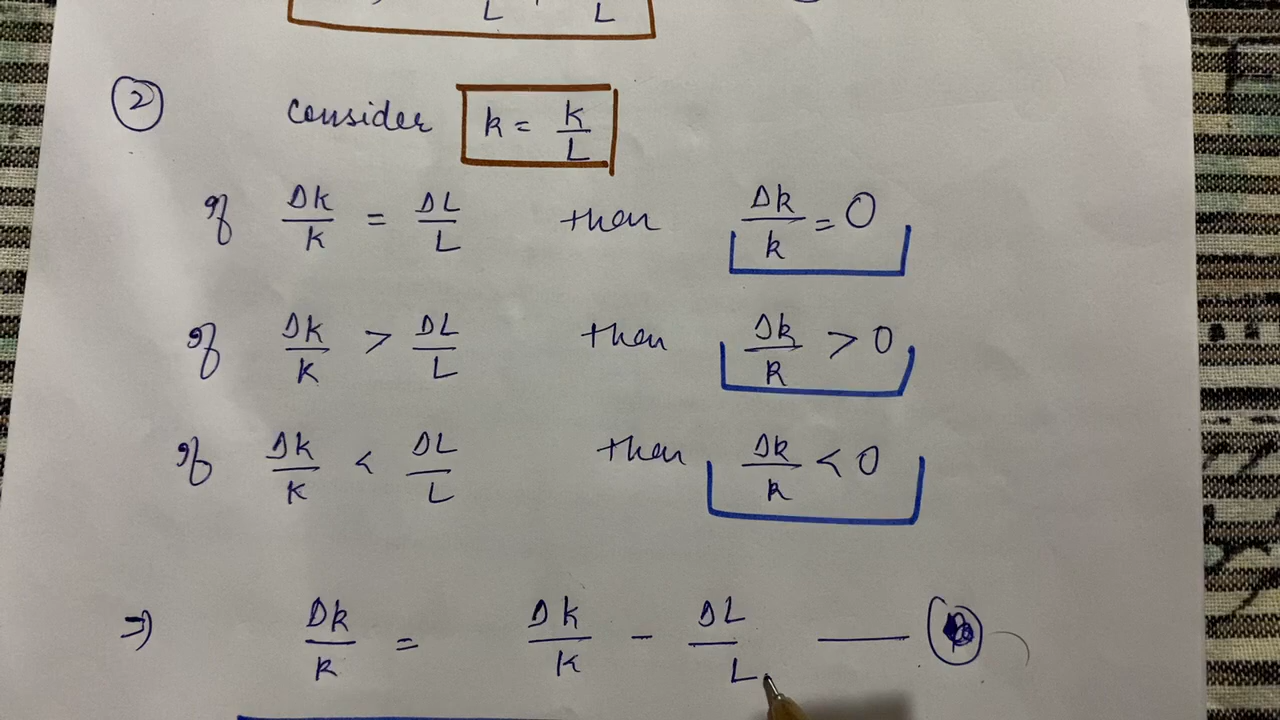 L L
② Consider k = K/L
If ΔK/K = ΔL/L then Δk/k = 0
If ΔK/K > ΔL/L then Δk/k > 0
If ΔK/K < ΔL/L then Δk/k < 0
⇒ Δk/k = ΔK/K - ΔL/L —